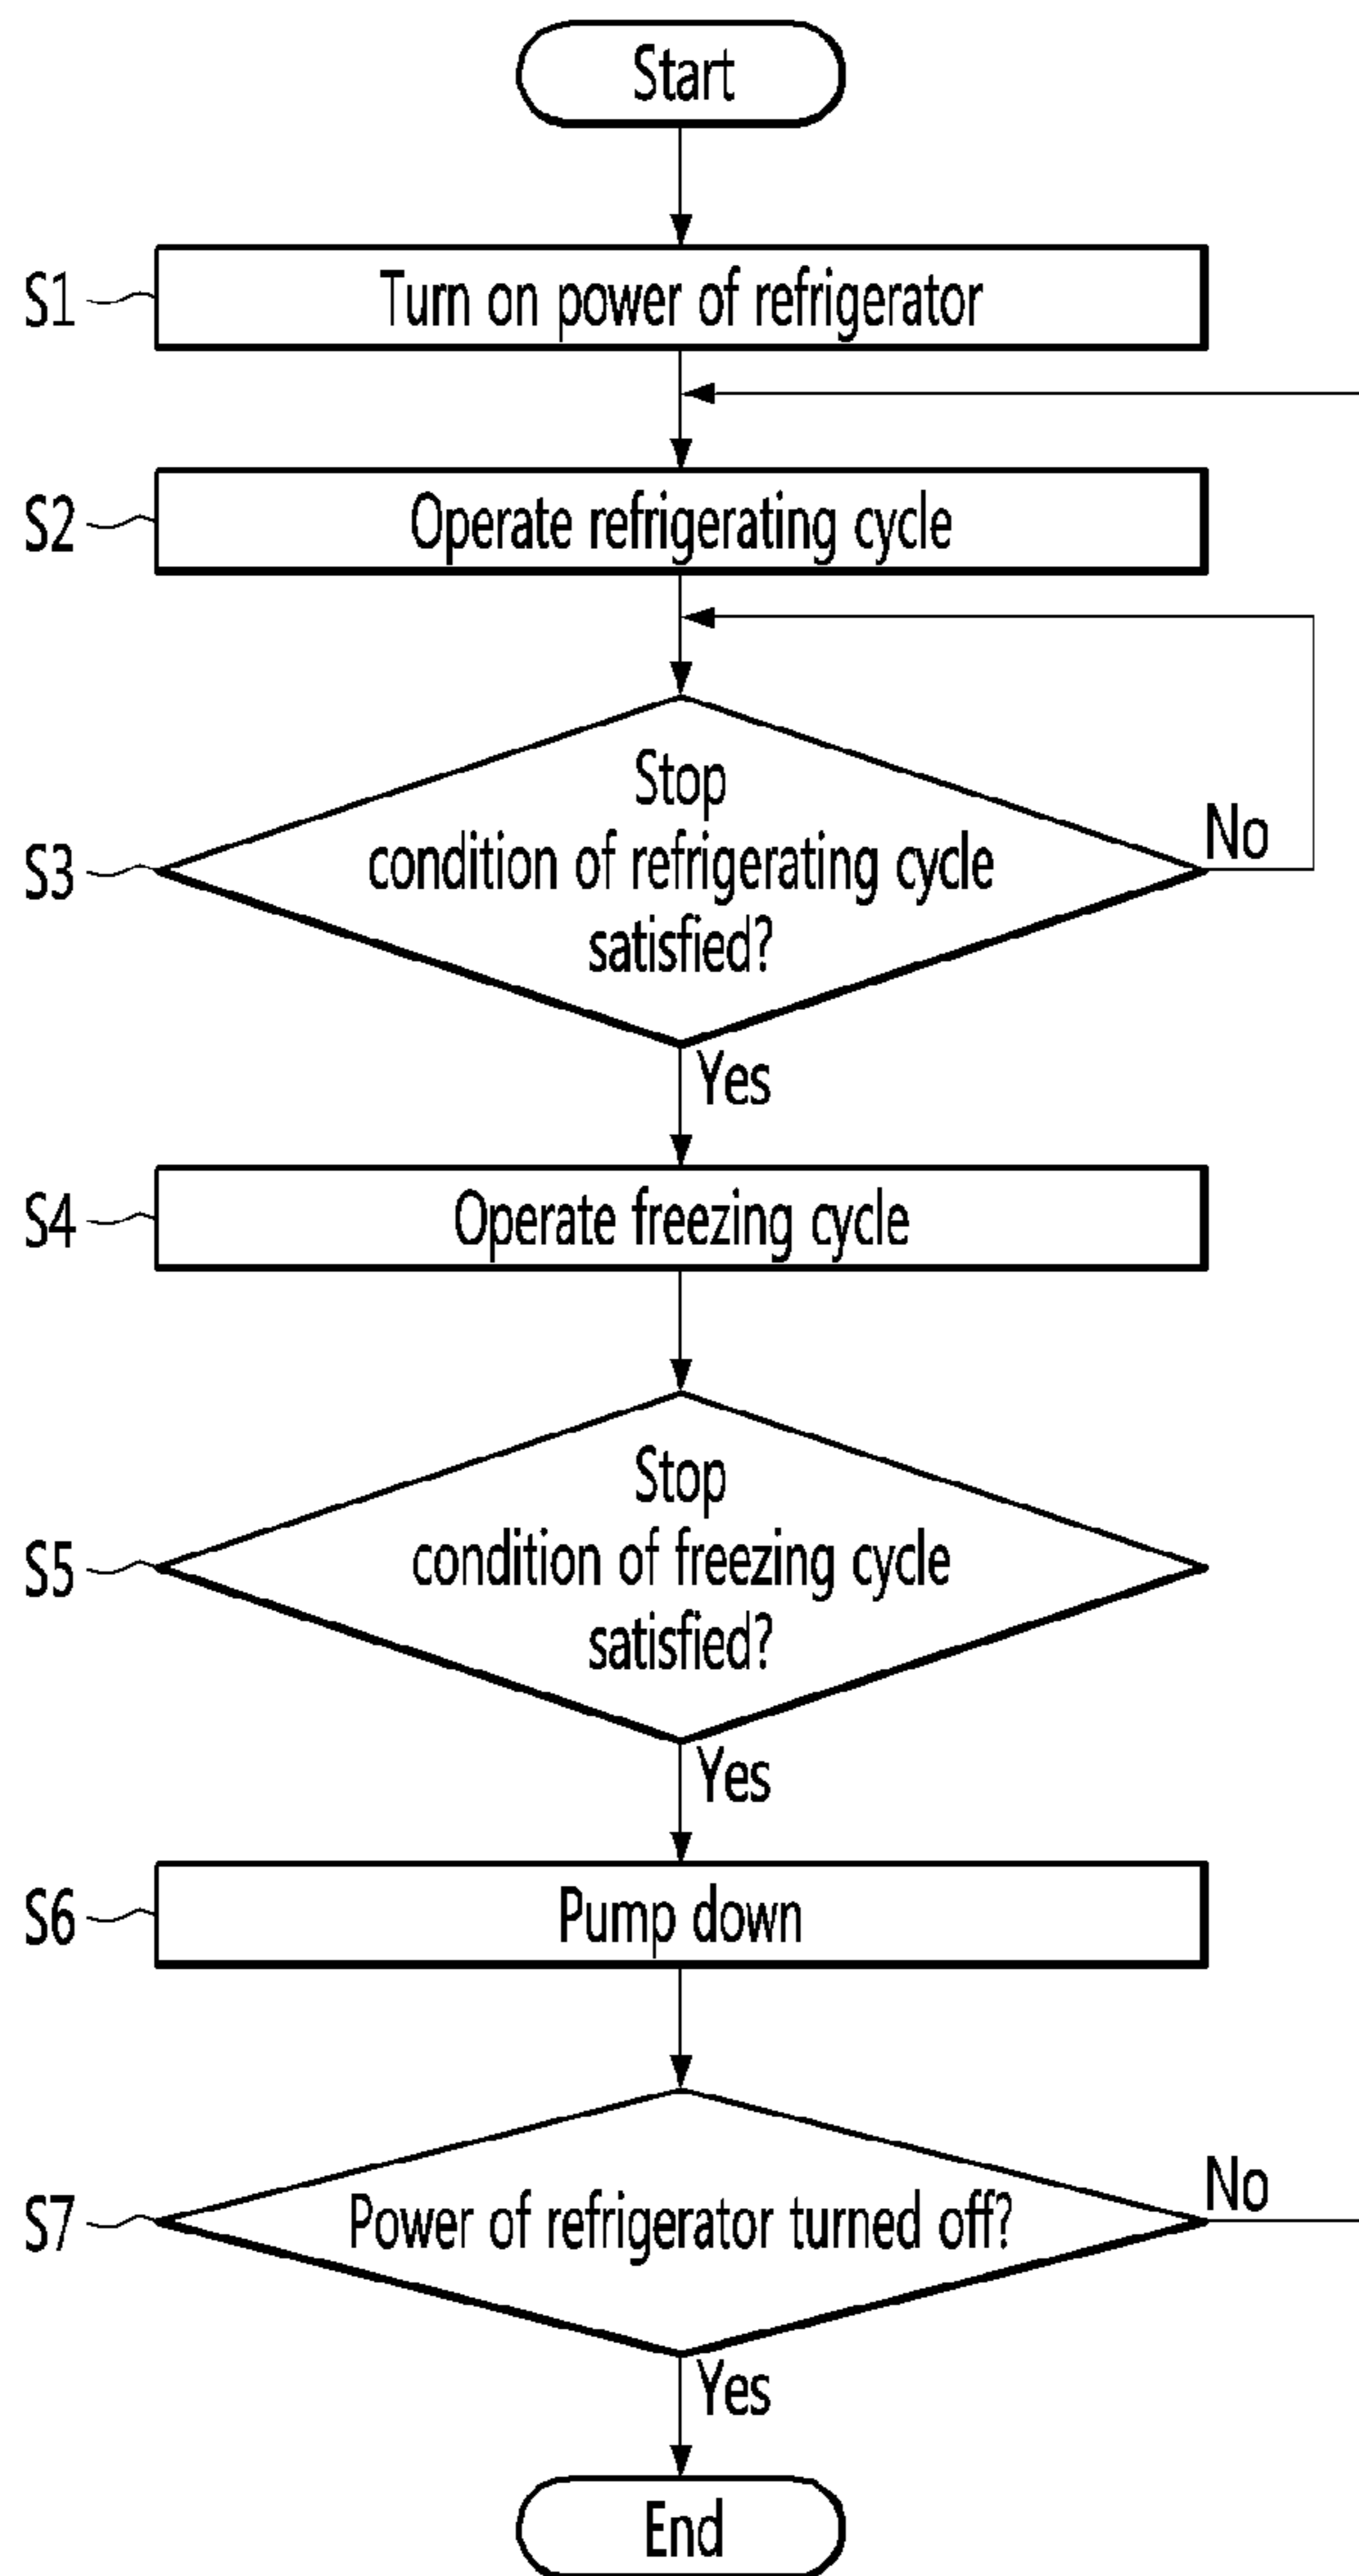 Start
S1
Turn on power of refrigerator
S2
Operate refrigerating cycle
Stop
S3
condition of refrigerating cycle
No
satisfied?
Yes
S4
Operate freezing cycle
Stop
S5
condition of freezing cycle
satisfied?
Yes
S6
Pump down
S7
Power of refrigerator turned off?
No
Yes
End